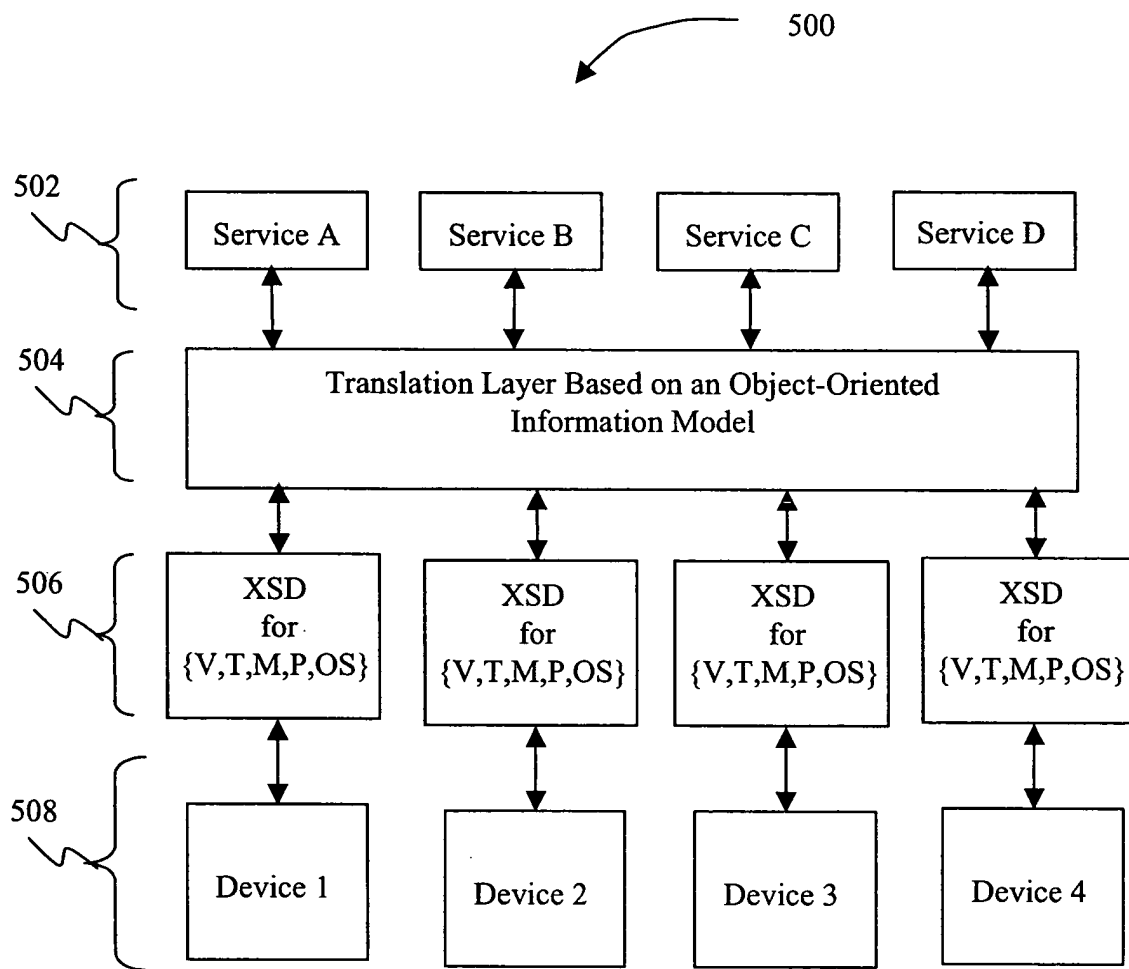 500
502
Service A
Service B
Service C
Service D
504
Translation Layer Based on an Object-Oriented
Information Model
506
XSD
for
{V,T,M,P,OS}
XSD
for
{V,T,M,P,OS}
XSD
for
{V,T,M,P,OS}
XSD
for
{V,T,M,P,OS}
508
Device 1
Device 2
Device 3
Device 4